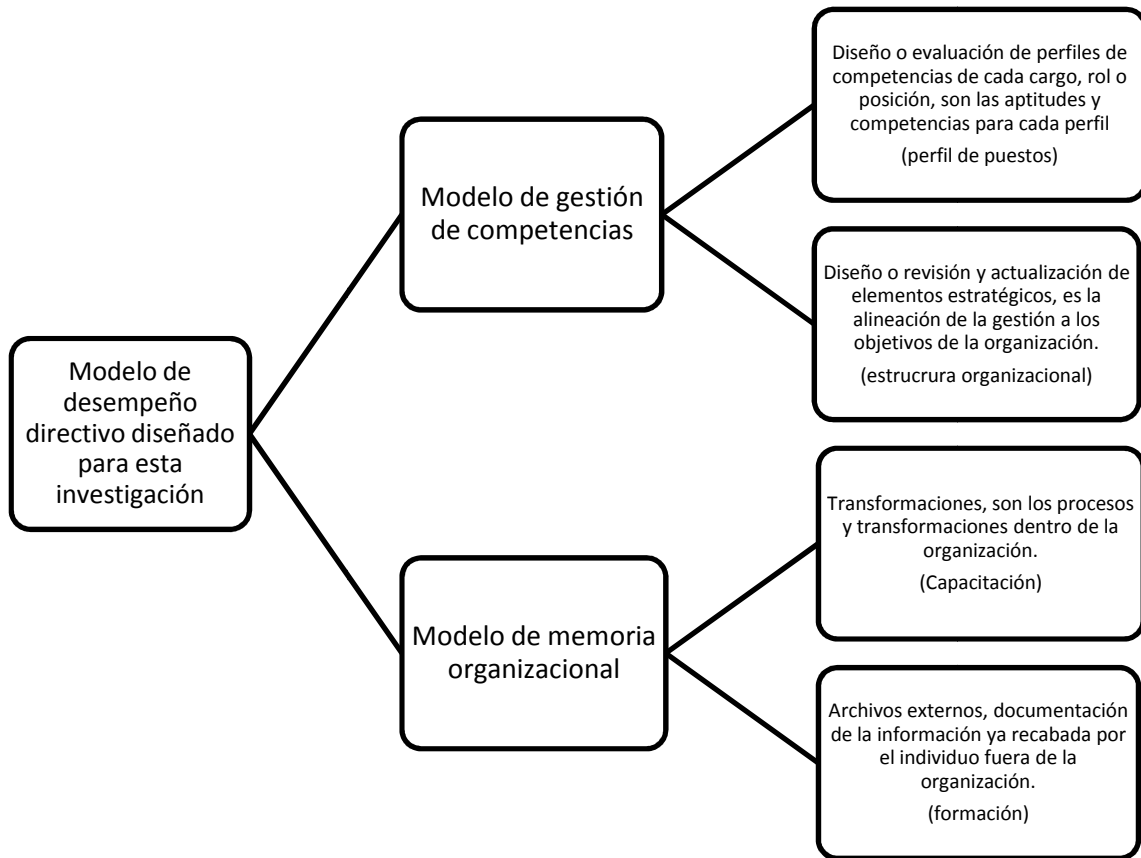 Modelo de
desempeño
directivo diseñado
para esta
investigación
Modelo de gestión
de competencias
Diseño o evaluación de perfiles de
competencias de cada cargo, rol o
posición, son las aptitudes y
competencias para cada perfil
(perfil de puestos)
Diseño o revisión y actualización de
elementos estratégicos, es la
alineación de la gestión a los
objetivos de la organización.
(estrucrura organizacional)
Modelo de memoria
organizacional
Transformaciones, son los procesos
y transformaciones dentro de la
organización.
(Capacitación)
Archivos externos, documentación
de la información ya recabada por
el individuo fuera de la
organización.
(formación)